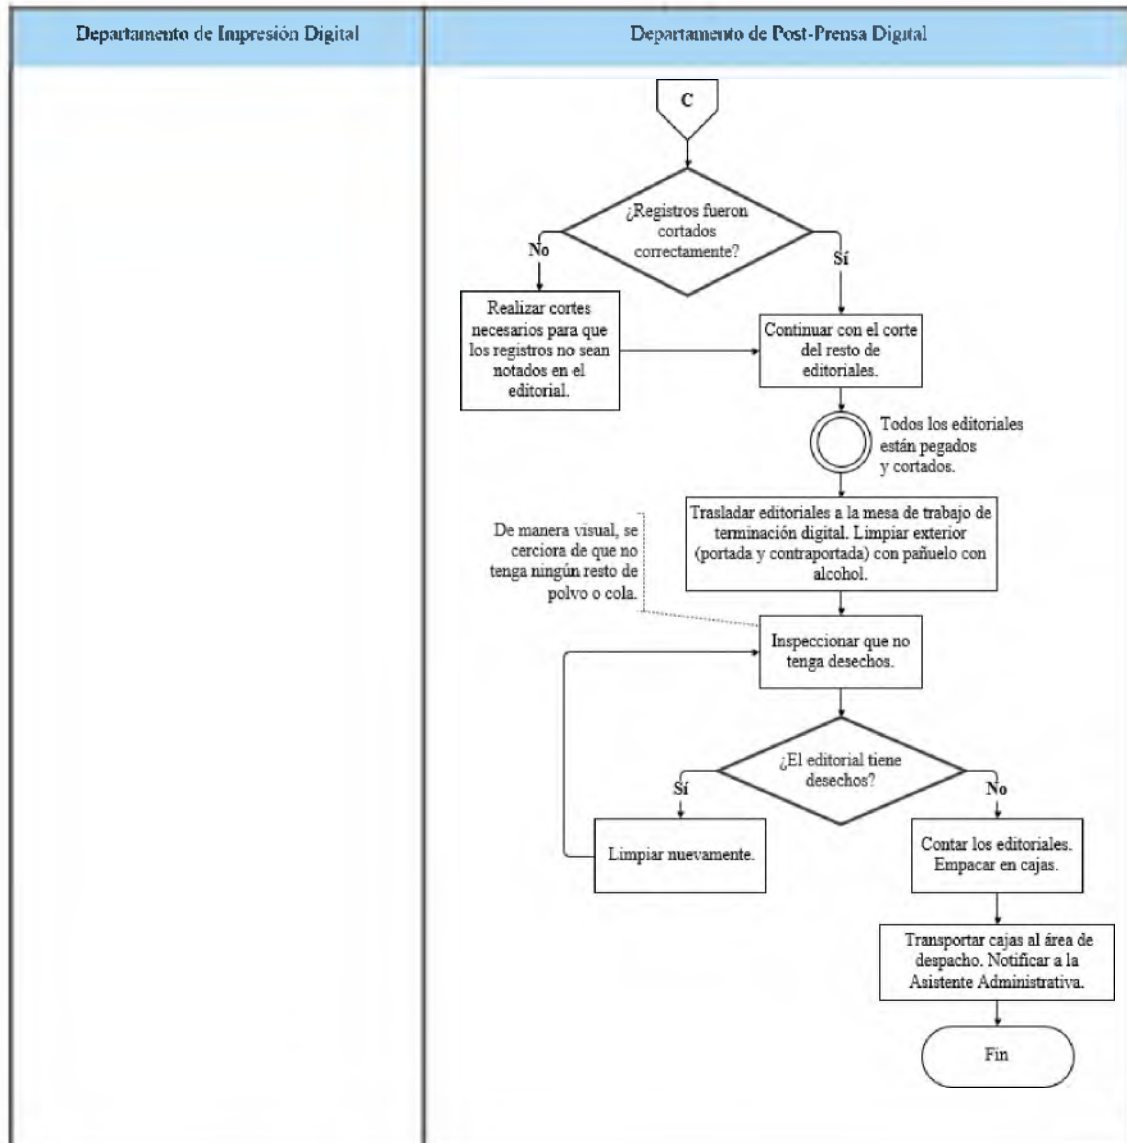 Departamento de Impresión Digital
Departamento de Post-Prensa Digital
C
¿Registros fueron
cortados
correctamente?
No
Sí
Realizar cortes
necesarios para que
los registros no sean
notados en el
editorial.
Continuar con el corte
del resto de
editoriales.
Todos los editoriales
están pegados
y cortados.
Trasladar editoriales a la mesa de trabajo de
terminación digital. Limpiar exterior
(portada y contraportada) con pañuelo con
alcohol.
De manera visual, se
cerciora de que no
tenga ningún resto de
polvo o cola.
Inspeccionar que no
tenga desechos.
¿El editorial tiene
desechos?
Sí
No
Limpiar nuevamente.
Contar los editoriales.
Empacar en cajas.
Transportar cajas al área de
despacho. Notificar a la
Asistente Administrativa.
Fin